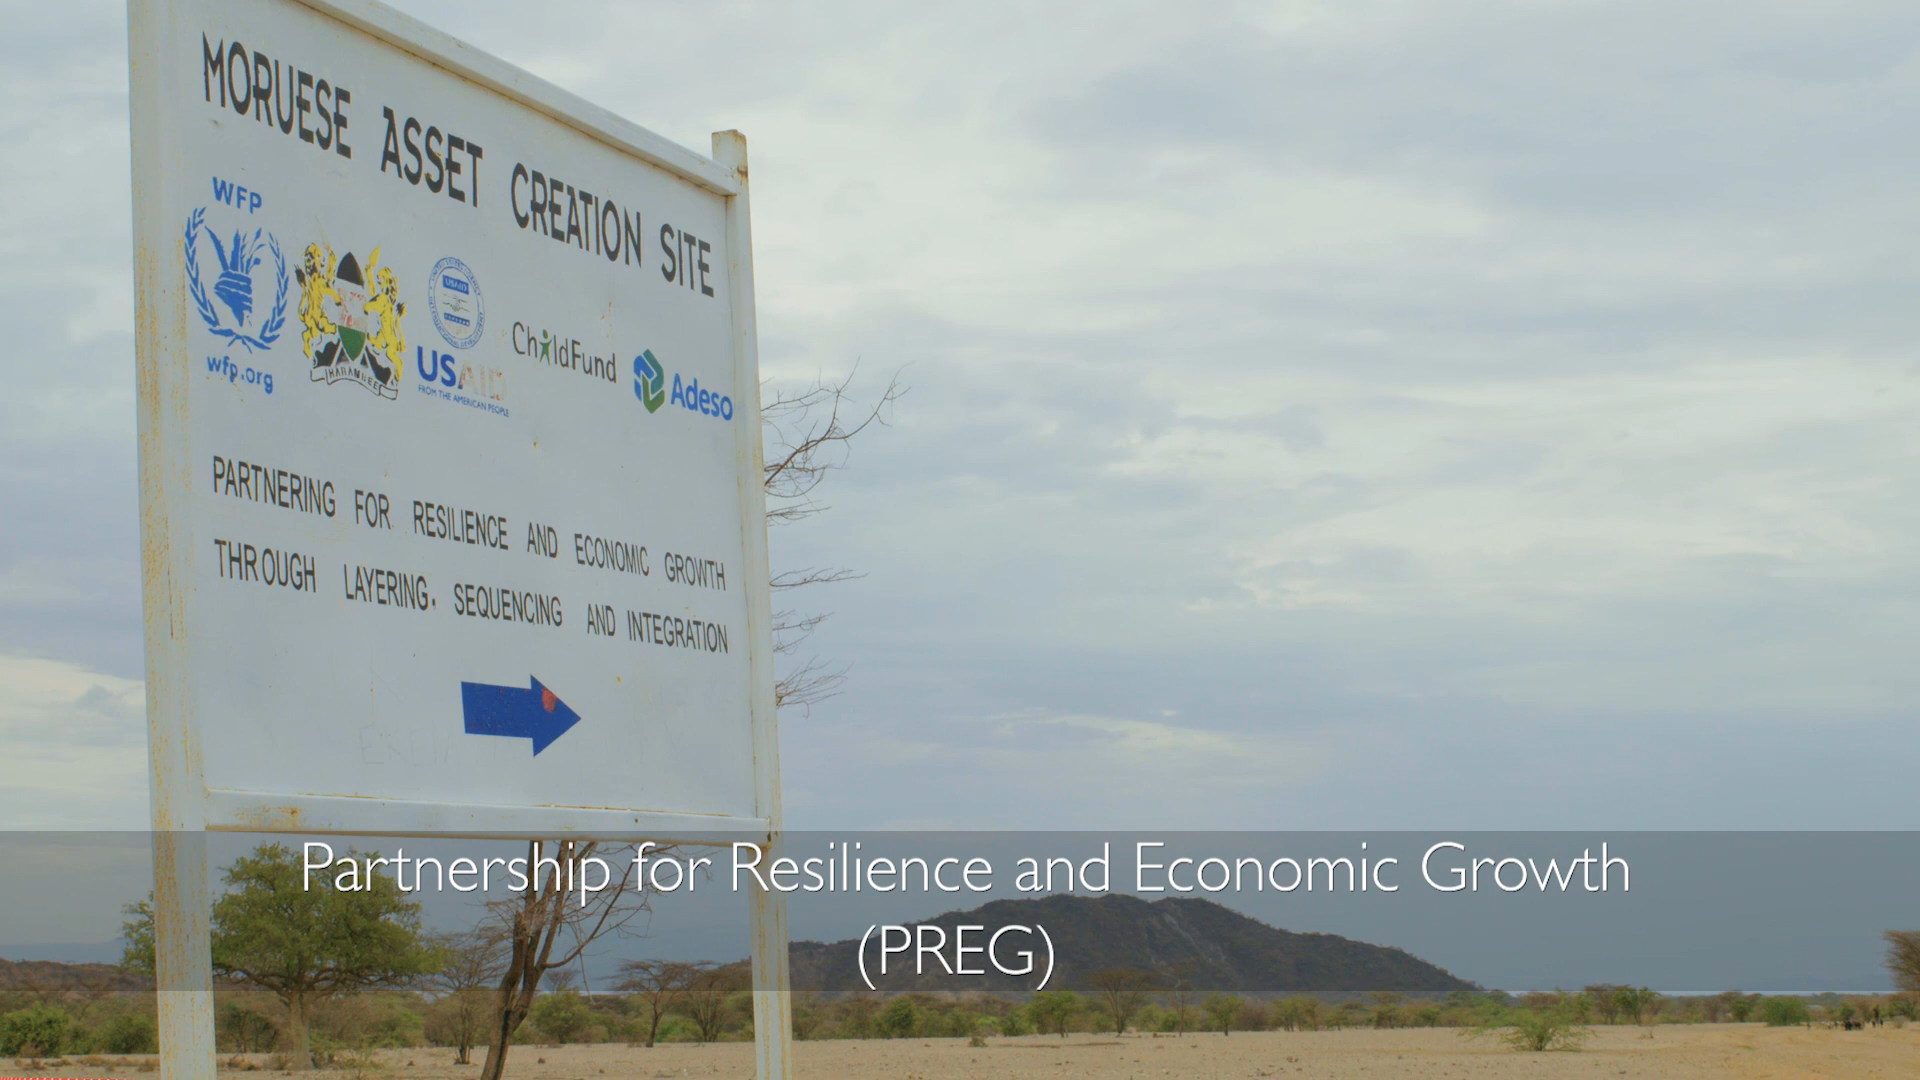 MORUESE ASSET CREATION SITE
WFP
wfp.org
HARAMBEE
USAID
USAID
FROM THE AMERICAN PEOPLE
ChildFund
Adeso
PARTNERING FOR RESILIENCE AND ECONOMIC GROWTH
THROUGH LAYERING. SEQUENCING AND INTEGRATION
Partnership for Resilience and Economic Growth
(PREG)